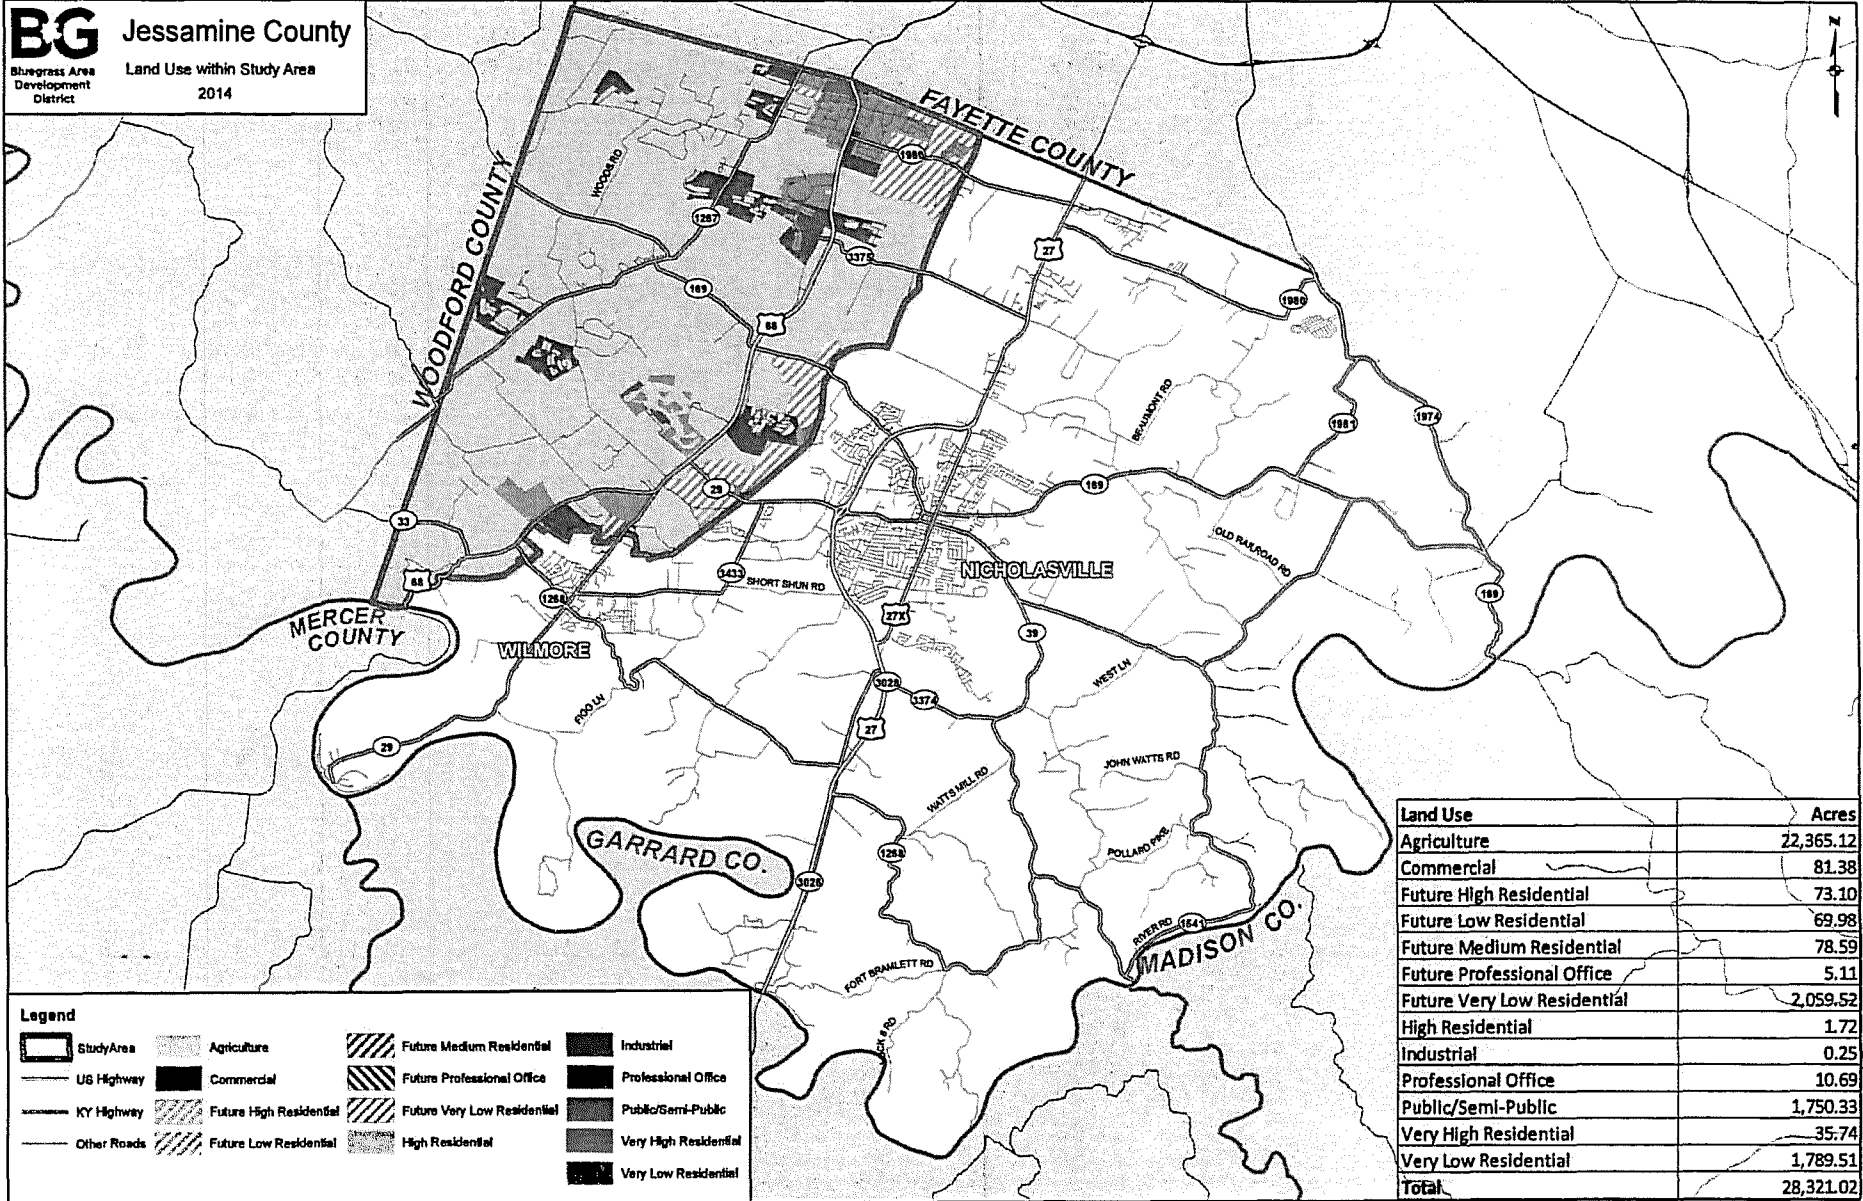 BG
Bluegrass Area
Development
District
Jessamine County
Land Use within Study Area
2014
N
FAYETTE COUNTY
WOODFORD COUNTY
WOODS RD
1980
1267
3375
27
169
68
1980
BEAUMONT RD
1981
1974
29
169
33
OLD RAILROAD RD
68
3433
SHORT SHUN RD
NICHOLASVILLE
1268
27X
169
MERCER
COUNTY
WILMORE
39
WEST LN
3028
3374
FIGO LN
27
29
JOHN WATTS RD
WATTS MILL RD
GARRARD CO.
1268
POLLARD PIKE
3026
RIVER RD
1541
MADISON CO.
FORT BRAMLETT RD
Land Use Acres
Agriculture 22,365.12
Commercial 81.38
Future High Residential 73.10
Future Low Residential 69.98
Future Medium Residential 78.59
Future Professional Office 5.11
Future Very Low Residential 2,059.52
High Residential 1.72
Industrial 0.25
Professional Office 10.69
Public/Semi-Public 1,750.33
Very High Residential 35.74
Very Low Residential 1,789.51
Total 28,321.02
Legend
StudyArea
US Highway
KY Highway
Other Roads
Agriculture
Commercial
Future High Residential
Future Low Residential
Future Medium Residential
Future Professional Office
Future Very Low Residential
High Residential
Industrial
Professional Office
Public/Semi-Public
Very High Residential
Very Low Residential